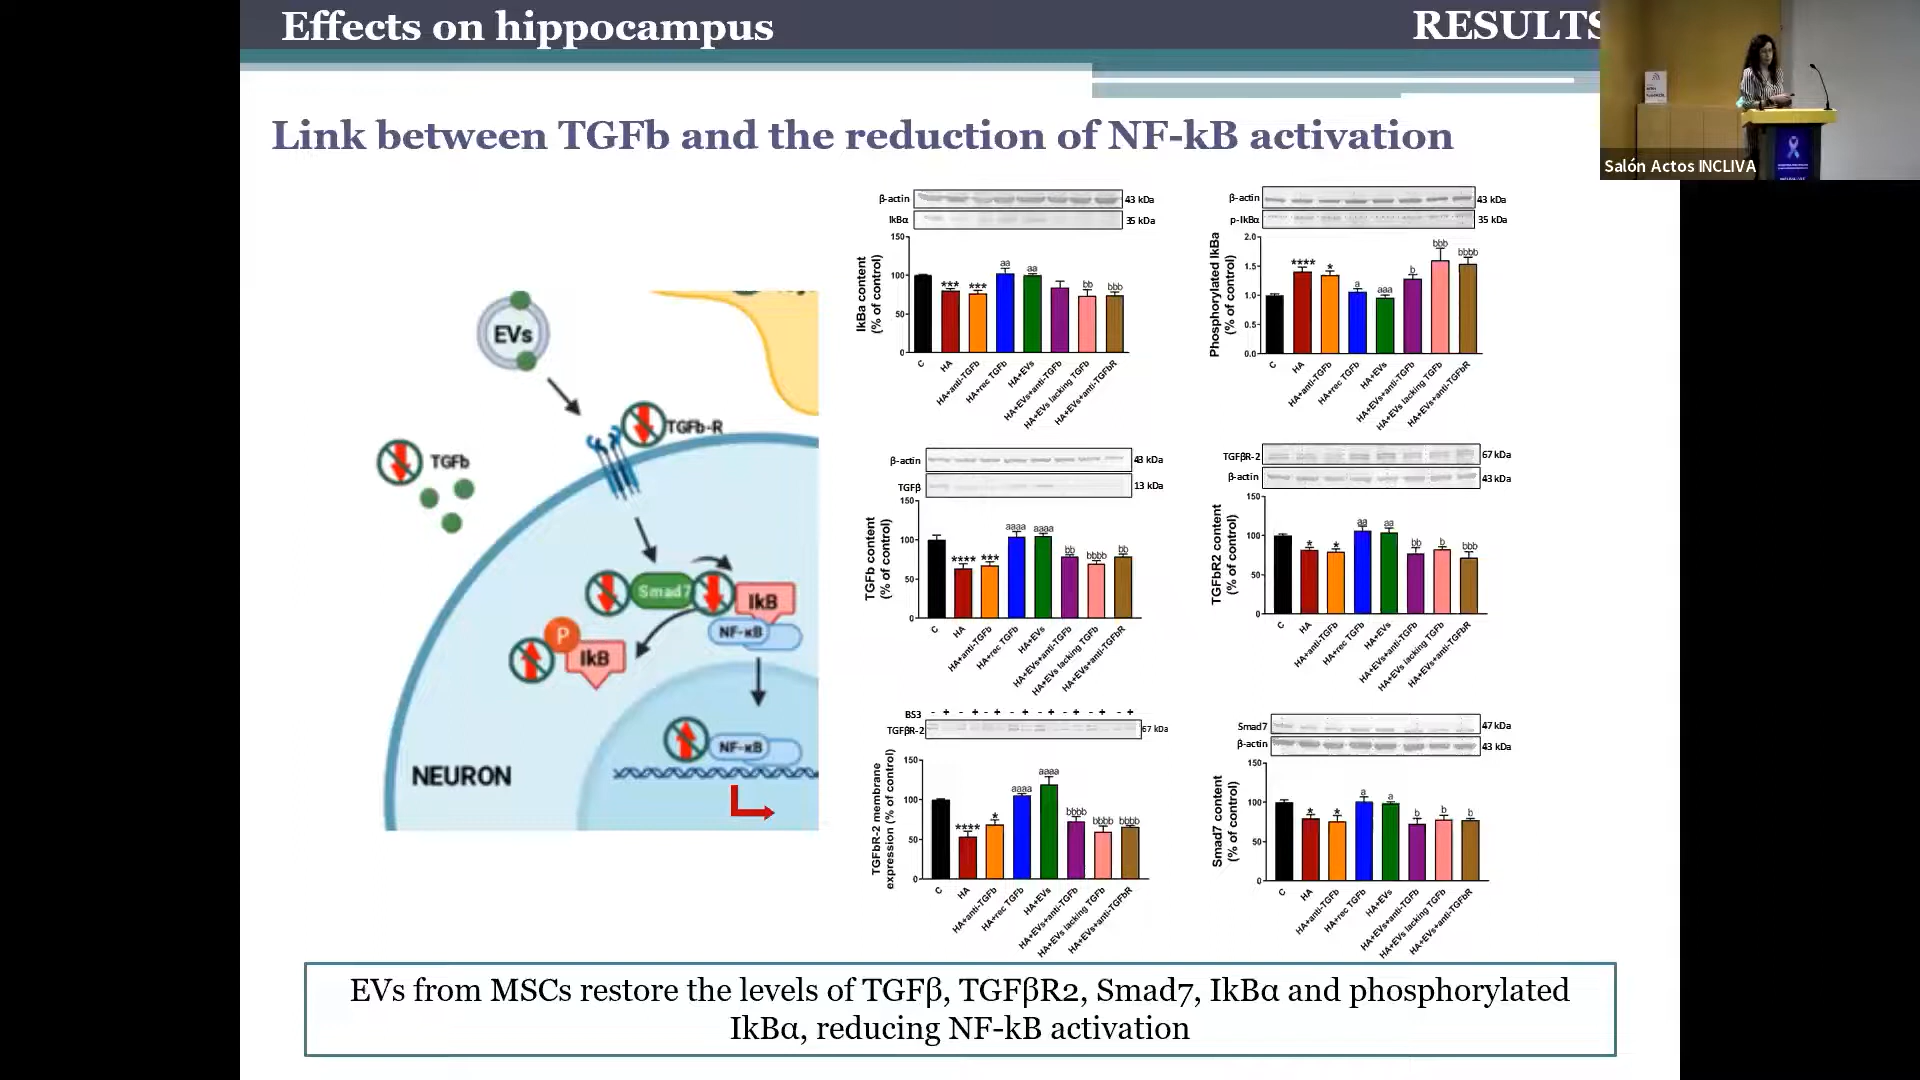 Effects on hippocampus
RESULTS
Salón Actos INCLIVA
Link between TGFb and the reduction of NF-kB activation
EVs
TGFb-R
TGFb
Smad7
IkB
NF-κB
P
IkB
NF-κB
NEURON
β-actin
43 kDa
IkBα
35 kDa
IkBa content
(% of control)
150
100
50
0
***
***
aa
aa
bb
bbb
C
HA
HA+anti-TGFb
HA+rec TGFb
HA+EVs
HA+EVs+anti-TGFb
HA+EVs lacking TGFb
HA+EVs+anti-TGFbR
β-actin
43 kDa
p-IkBα
35 kDa
Phosphorylated IkBa
(% of control)
2.0
1.5
1.0
0.5
0.0
****
*
a
aaa
b
bbb
bbbb
C
HA
HA+anti-TGFb
HA+rec TGFb
HA+EVs
HA+EVs+anti-TGFb
HA+EVs lacking TGFb
HA+EVs+anti-TGFbR
β-actin
43 kDa
TGFβ
13 kDa
TGFb content
(% of control)
150
100
50
0
****
***
aaaa
aaaa
bb
bbbb
bb
C
HA
HA+anti-TGFb
HA+rec TGFb
HA+EVs
HA+EVs+anti-TGFb
HA+EVs lacking TGFb
HA+EVs+anti-TGFbR
TGFβR-2
67 kDa
β-actin
43 kDa
TGFbR2 content
(% of control)
150
100
50
0
*
*
aa
aa
bb
b
bbb
C
HA
HA+anti-TGFb
HA+rec TGFb
HA+EVs
HA+EVs+anti-TGFb
HA+EVs lacking TGFb
HA+EVs+anti-TGFbR
BS3
- + - + - + - + - + - + - + - +
TGFβR-2
67 kDa
TGFbR-2 membrane
expression (% of control)
150
100
50
0
****
*
aaaa
aaaa
bbbb
bbbb
bbbb
C
HA
HA+anti-TGFb
HA+rec TGFb
HA+EVs
HA+EVs+anti-TGFb
HA+EVs lacking TGFb
HA+EVs+anti-TGFbR
Smad7
47 kDa
β-actin
43 kDa
Smad7 content
(% of control)
150
100
50
0
*
*
a
a
b
b
b
C
HA
HA+anti-TGFb
HA+rec TGFb
HA+EVs
HA+EVs+anti-TGFb
HA+EVs lacking TGFb
HA+EVs+anti-TGFbR
EVs from MSCs restore the levels of TGFβ, TGFβR2, Smad7, IkBα and phosphorylated
IkBα, reducing NF-kB activation